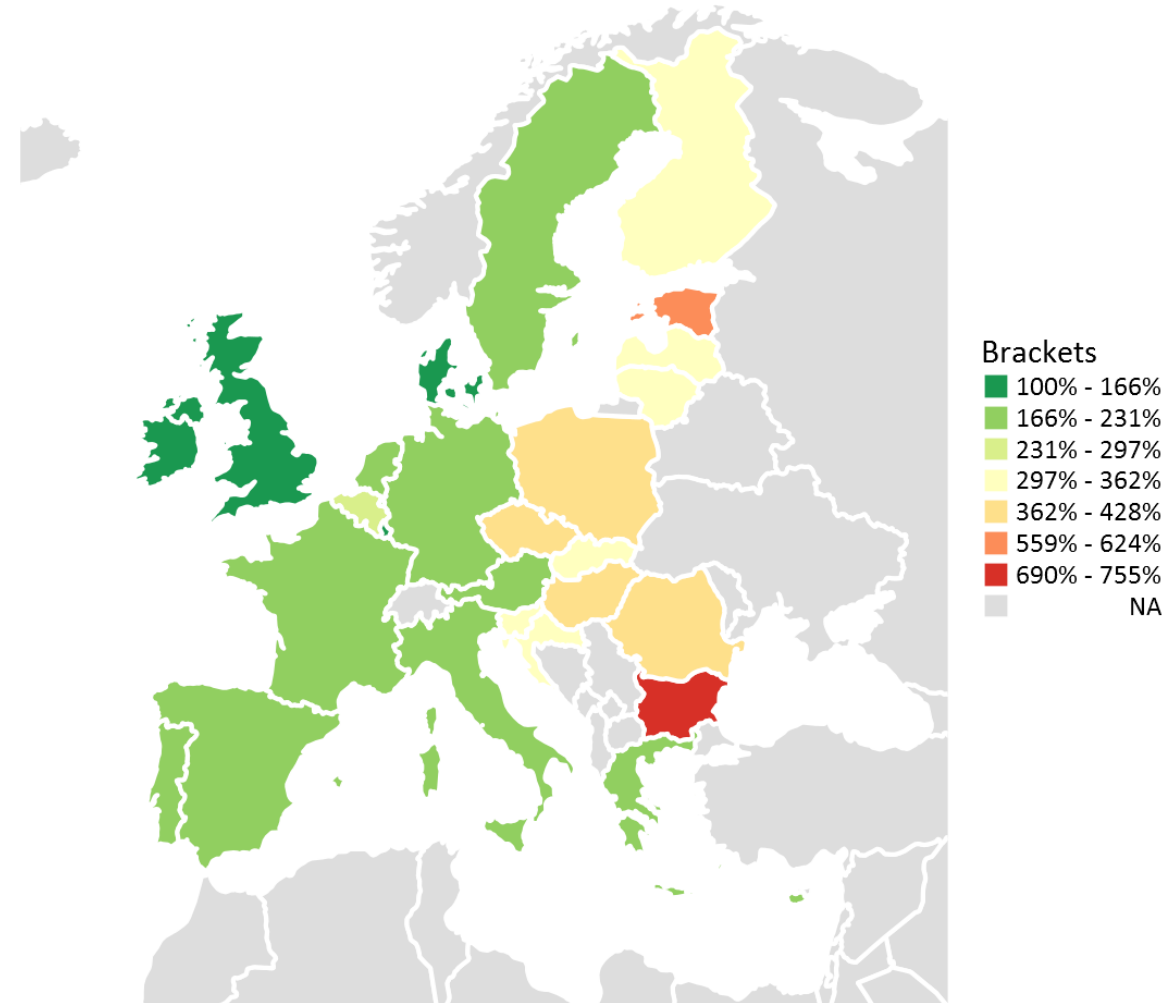 Brackets
100% - 166%
166% - 231%
231% - 297%
297% - 362%
362% - 428%
559% - 624%
690% - 755%
NA